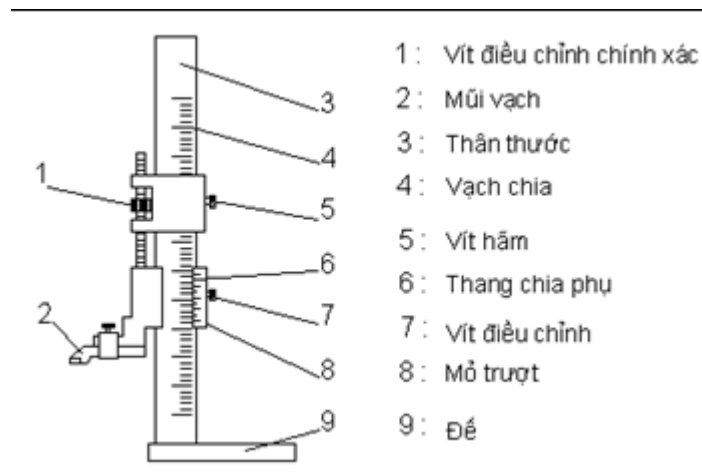 1 : Vít điều chỉnh chính xác
2 : Mũi vạch
3 : Thân thước
4 : Vạch chia
5 : Vít hãm
6 : Thang chia phụ
7 : Vít điều chỉnh
8 : Mỏ trượt
9 : Đế
3
4
1
5
6
2
7
8
9